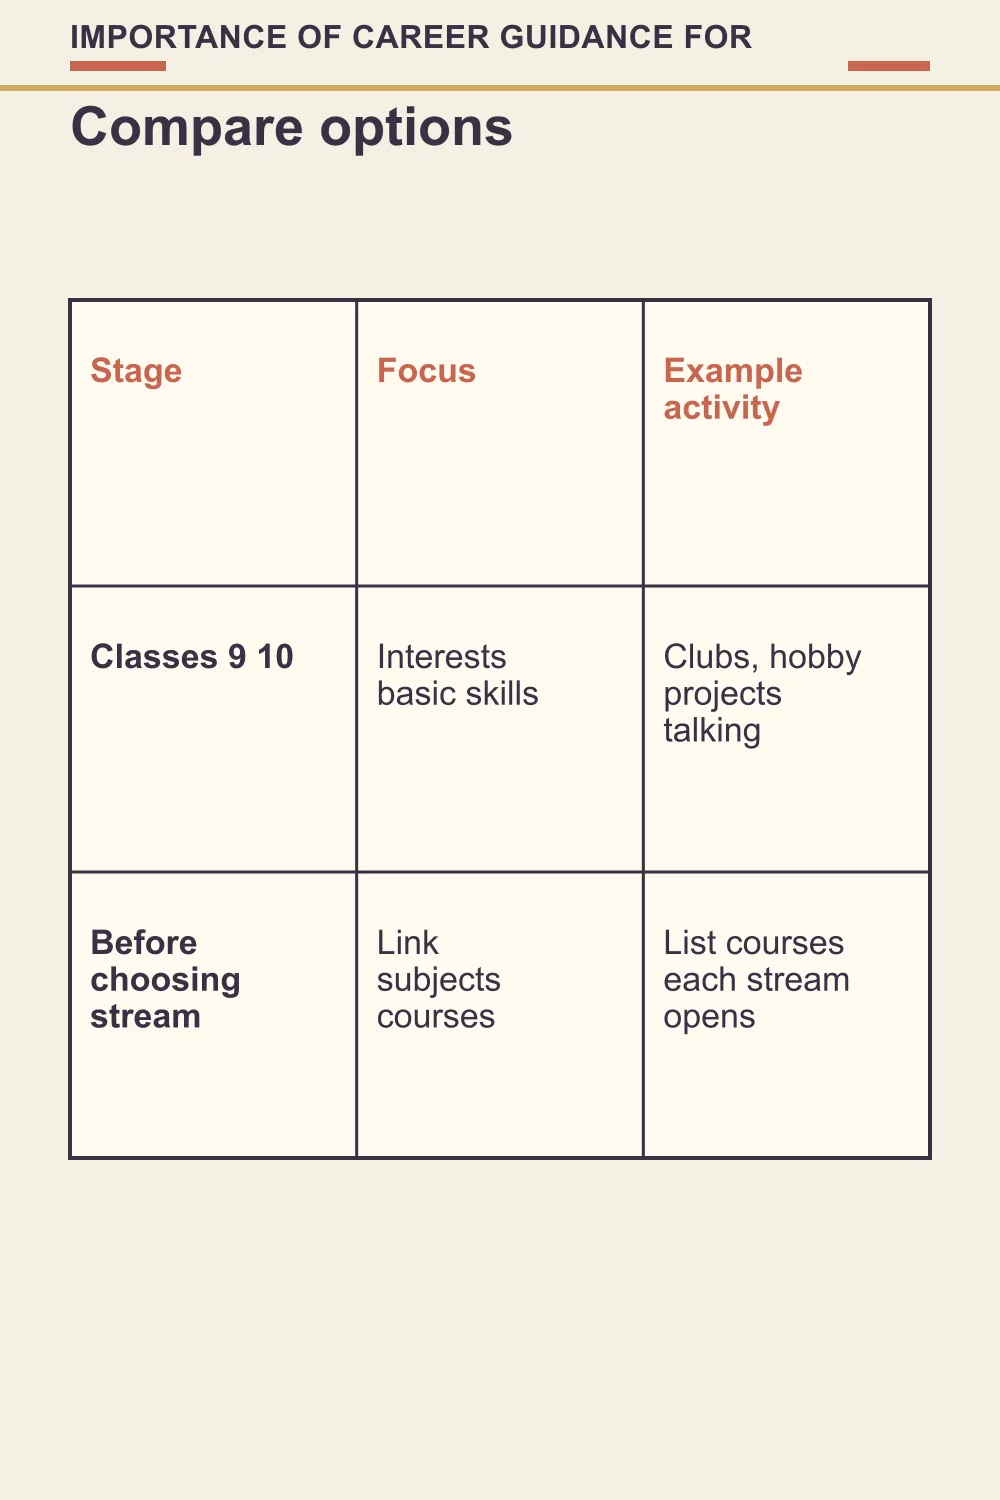 IMPORTANCE OF CAREER GUIDANCE FOR
Compare options
Stage
Focus
Example
activity
Classes 9 10
Interests
basic skills
Clubs, hobby
projects
talking
Before
choosing
stream
Link
subjects
courses
List courses
each stream
opens